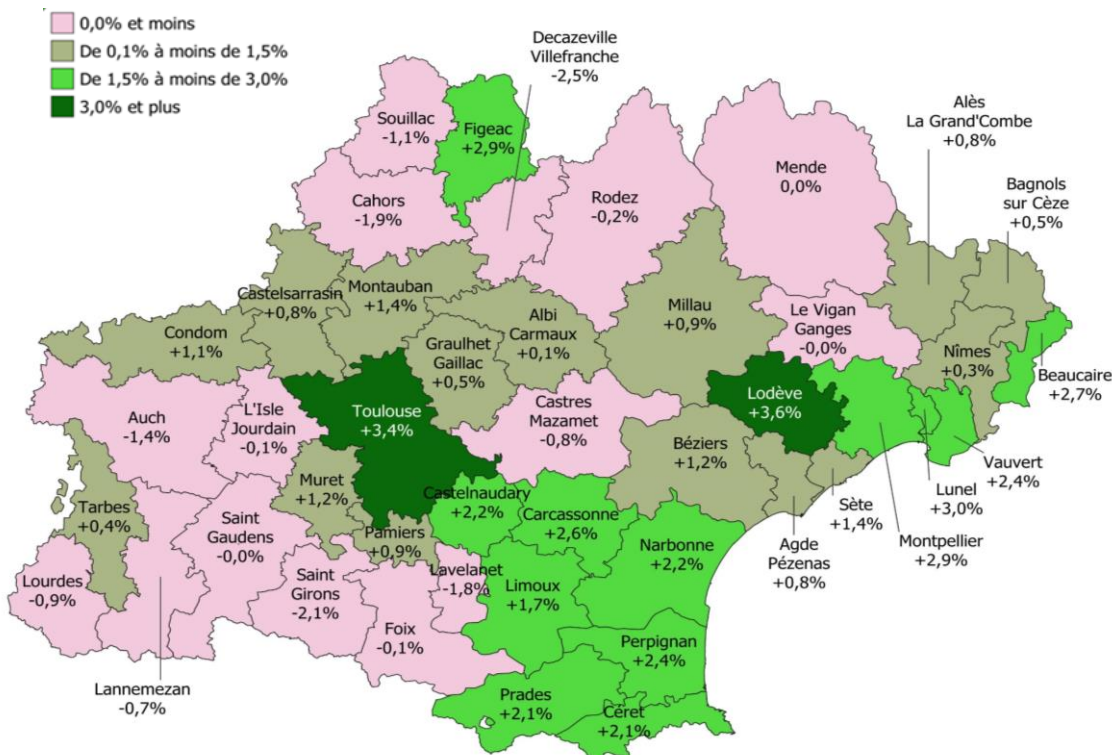 0,0% et moins
De 0,1% à moins de 1,5%
De 1,5% à moins de 3,0%
3,0% et plus
Decazeville
Villefranche
-2,5%
Souillac
-1,1%
Figeac
+2,9%
Alès
La Grand'Combe
+0,8%
Mende
0,0%
Bagnols
sur Cèze
+0,5%
Cahors
-1,9%
Rodez
-0,2%
Castelsarrasin
+0,8%
Montauban
+1,4%
Condom
+1,1%
Graulhet
Gaillac
+0,5%
Albi
Carmaux
+0,1%
Millau
+0,9%
Le Vigan
Ganges
-0,0%
Nîmes
+0,3%
Beaucaire
+2,7%
Auch
-1,4%
L'Isle
Jourdain
-0,1%
Toulouse
+3,4%
Castres
Mazamet
-0,8%
Lodève
+3,6%
Béziers
+1,2%
Vauvert
+2,4%
Lunel
+3,0%
Montpellier
+2,9%
Sète
+1,4%
Agde
Pézenas
+0,8%
Tarbes
+0,4%
Muret
+1,2%
Castelnaudary
+2,2%
Carcassonne
+2,6%
Saint
Gaudens
-0,0%
Pamiers
+0,9%
Narbonne
+2,2%
Lourdes
-0,9%
Saint
Girons
-2,1%
Lavelanet
-1,8%
Limoux
+1,7%
Foix
-0,1%
Perpignan
+2,4%
Lannemezan
-0,7%
Prades
+2,1%
Céret
+2,1%